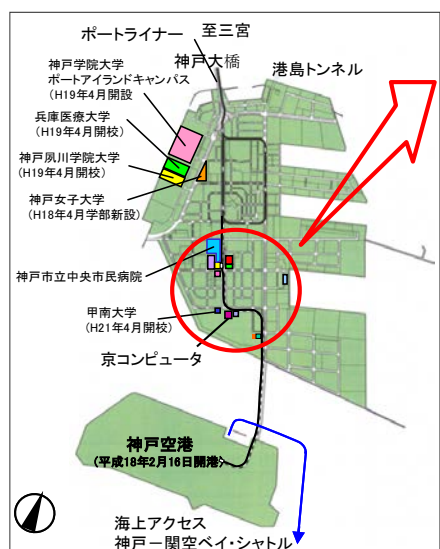 至三宮
ポートライナー
神戸大橋
港島トンネル
神戸学院大学
ポートアイランドキャンパス
(H19年4月開設
兵庫医療大学
(H19年4月開校)
神戸夙川学院大学
(H19年4月開校)
神戸女子大学
(H18年4月学部新設)
神戸市立中央市民病院
甲南大学
(H21年4月開校)
京コンピュータ
神戸空港
(平成18年2月16日開港)
海上アクセス
神戸－関空ベイ・シャトル